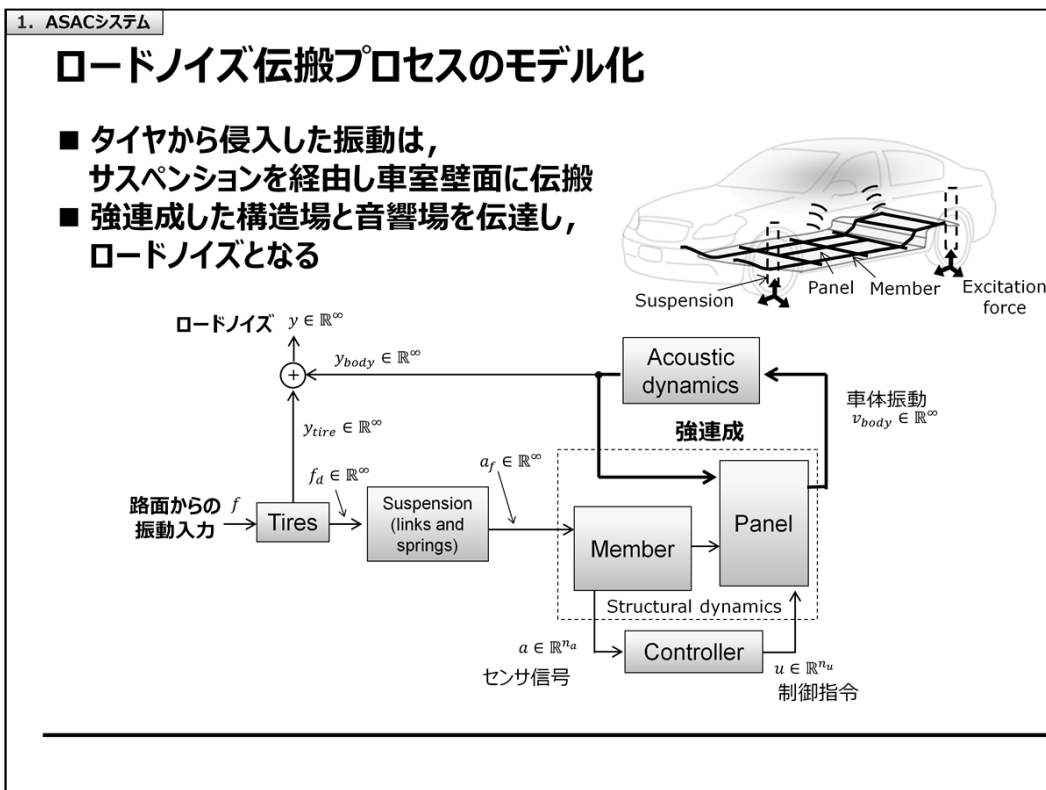 1. ASACシステム
ロードノイズ伝搬プロセスのモデル化
■ タイヤから侵入した振動は,
サスペンションを経由し車室壁面に伝搬
■ 強連成した構造場と音響場を伝達し,
ロードノイズとなる
Suspension
Panel
Member
Excitation
force
ロードノイズ y ∈ ℝ^∞
y_{body} ∈ ℝ^∞
+
Acoustic
dynamics
車体振動
v_{body} ∈ ℝ^∞
強連成
y_{tire} ∈ ℝ^∞
f_d ∈ ℝ^∞
a_f ∈ ℝ^∞
路面からの
振動入力
f
Tires
Suspension
(links and
springs)
Member
Panel
Structural dynamics
a ∈ ℝ^{n_a}
センサ信号
Controller
u ∈ ℝ^{n_u}
制御指令